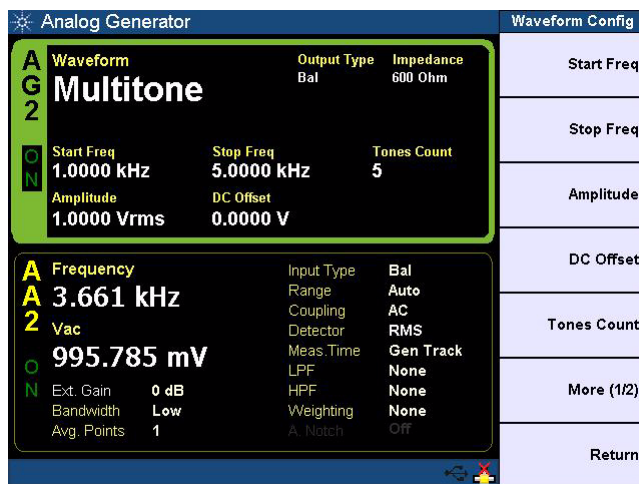 Analog Generator
Waveform Config
AG2
ON
Waveform
Multitone
Output Type Impedance
Bal 600 Ohm
Start Freq Stop Freq Tones Count
1.0000 kHz 5.0000 kHz 5
Amplitude DC Offset
1.0000 Vrms 0.0000 V
AA2
ON
Frequency
3.661 kHz
Vac
995.785 mV
Ext. Gain 0 dB
Bandwidth Low
Avg. Points 1
Input Type Bal
Range Auto
Coupling AC
Detector RMS
Meas.Time Gen Track
LPF None
HPF None
Weighting None
A. Notch Off
Start Freq
Stop Freq
Amplitude
DC Offset
Tones Count
More (1/2)
Return